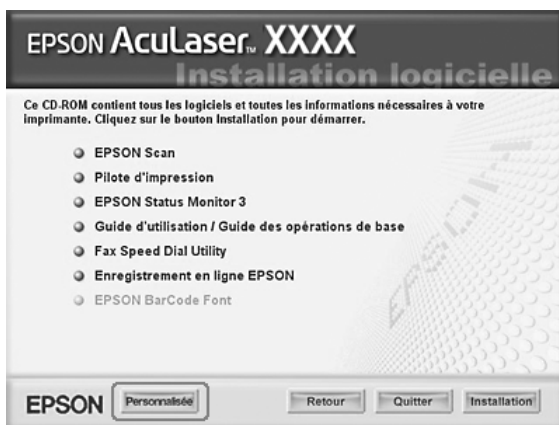 EPSON AcuLaser™ XXXX
Installation logicielle
Ce CD-ROM contient tous les logiciels et toutes les informations nécessaires à votre
imprimante. Cliquez sur le bouton Installation pour démarrer.
EPSON Scan
Pilote d'impression
EPSON Status Monitor 3
Guide d'utilisation / Guide des opérations de base
Fax Speed Dial Utility
Enregistrement en ligne EPSON
EPSON BarCode Font
EPSON
EPSON Personnalisée Retour Quitter Installation